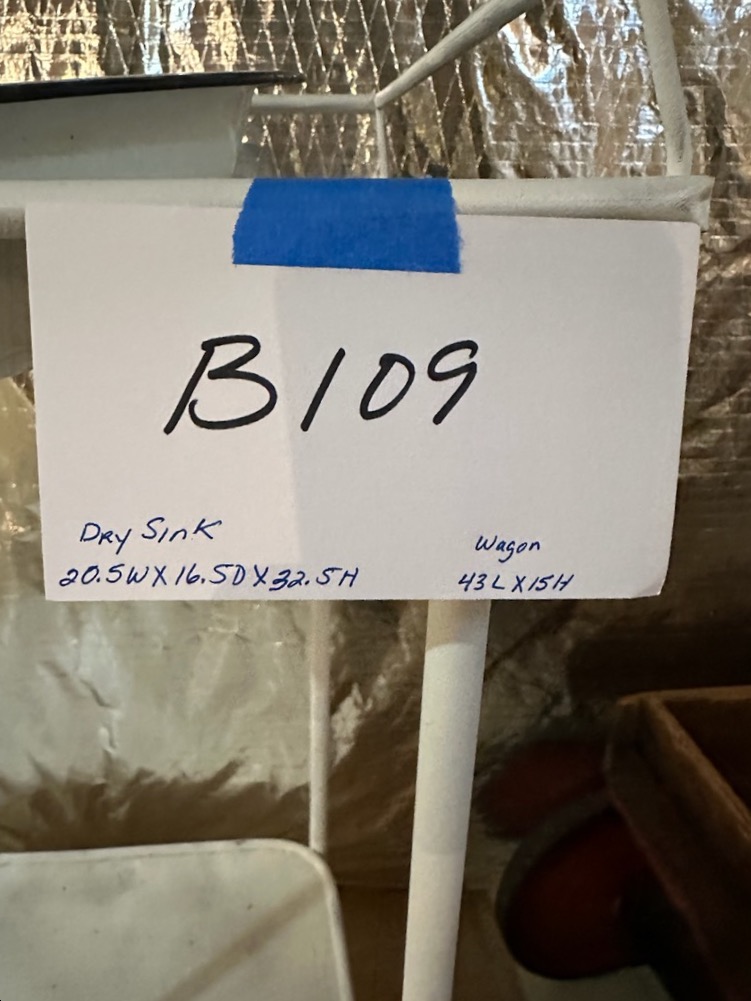 B109
Dry Sink
20.5W X 16.5D X 32.5H
Wagon
43L X 15H